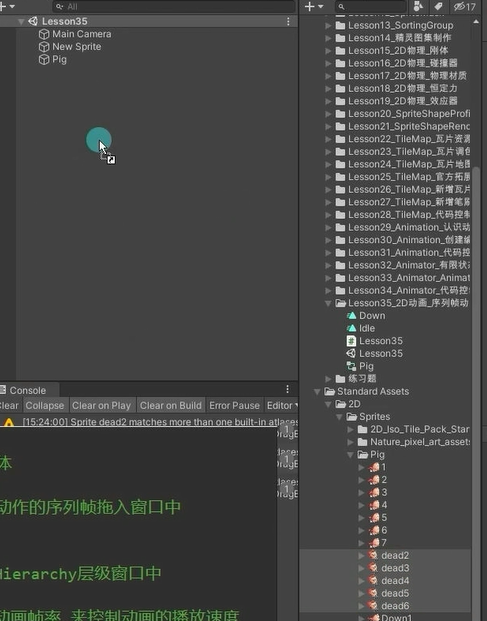 All
17
Lesson35
Main Camera
New Sprite
Pig
Lesson13_SortingGroup
Lesson14_精灵图集制作
Lesson15_2D物理_刚体
Lesson16_2D物理_碰撞器
Lesson17_2D物理_物理材质
Lesson18_2D物理_恒定力
Lesson19_2D物理_效应器
Lesson20_SpriteShapeProfi
Lesson21_SpriteShapeRend
Lesson22_TileMap_瓦片资源
Lesson23_TileMap_瓦片调色
Lesson24_TileMap_瓦片地图
Lesson25_TileMap_官方拓展
Lesson26_TileMap_新增瓦片
Lesson27_TileMap_新增笔刷
Lesson28_TileMap_代码控制
Lesson29_Animation_认识动
Lesson30_Animation_创建编
Lesson31_Animation_代码控
Lesson32_Animator_有限状态
Lesson33_Animator_Animat
Lesson34_Animator_代码控
Lesson35_2D动画_序列帧动
Down
Idle
Lesson35
Lesson35
Pig
练习题
Standard Assets
2D
Sprites
2D_Iso_Tile_Pack_Star
Nature_pixel_art_assets
Pig
1
2
3
4
5
6
7
dead2
dead3
dead4
dead5
dead6
Down1
Console
Clear Collapse Clear on Play Clear on Build Error Pause Editor
[15:24:00] Sprite dead2 matches more than one built-in atlases
体
动作的序列帧拖入窗口中
Hierarchy层级窗口中
动画帧率 来控制动画的播放速度